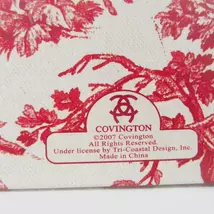 COVINGTON
©2007 Covington
All Rights Reserved.
Under license by Tri-Coastal Design, Inc.
Made in China